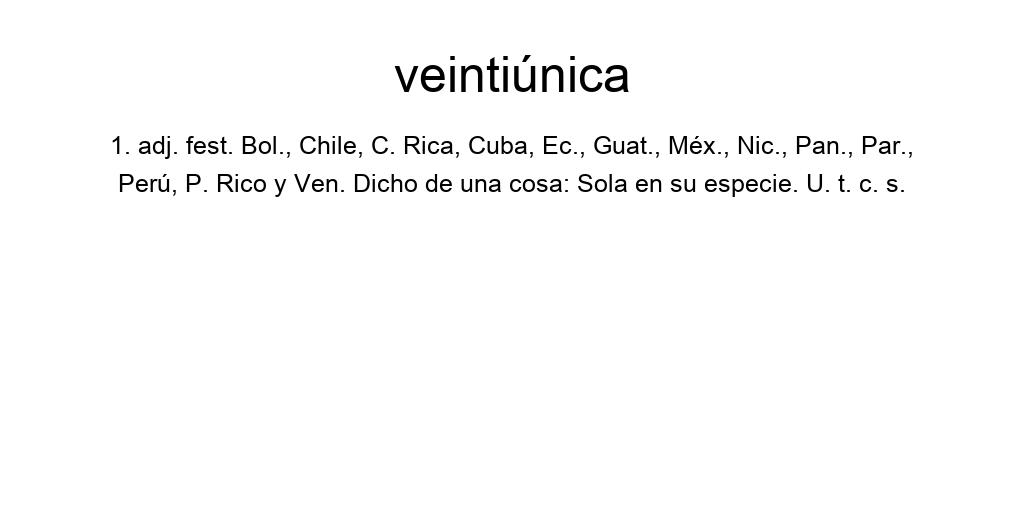 veintiúnica
1. adj. fest. Bol., Chile, C. Rica, Cuba, Ec., Guat., Méx., Nic., Pan., Par.,
Perú, P. Rico y Ven. Dicho de una cosa: Sola en su especie. U. t. c. s.